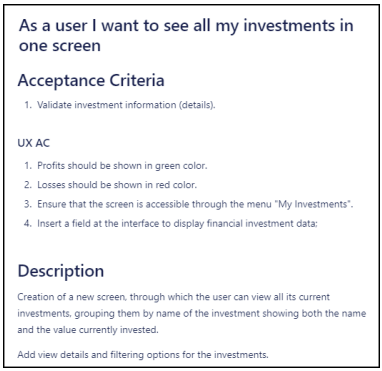 As a user I want to see all my investments in
one screen
Acceptance Criteria
1. Validate investment information (details).
UX AC
1. Profits should be shown in green color.
2. Losses should be shown in red color.
3. Ensure that the screen is accessible through the menu "My Investments".
4. Insert a field at the interface to display financial investment data:
Description
Creation of a new screen, through which the user can view all its current
investments, grouping them by name of the investment showing both the name
and the value currently invested.
Add view details and filtering options for the investments.